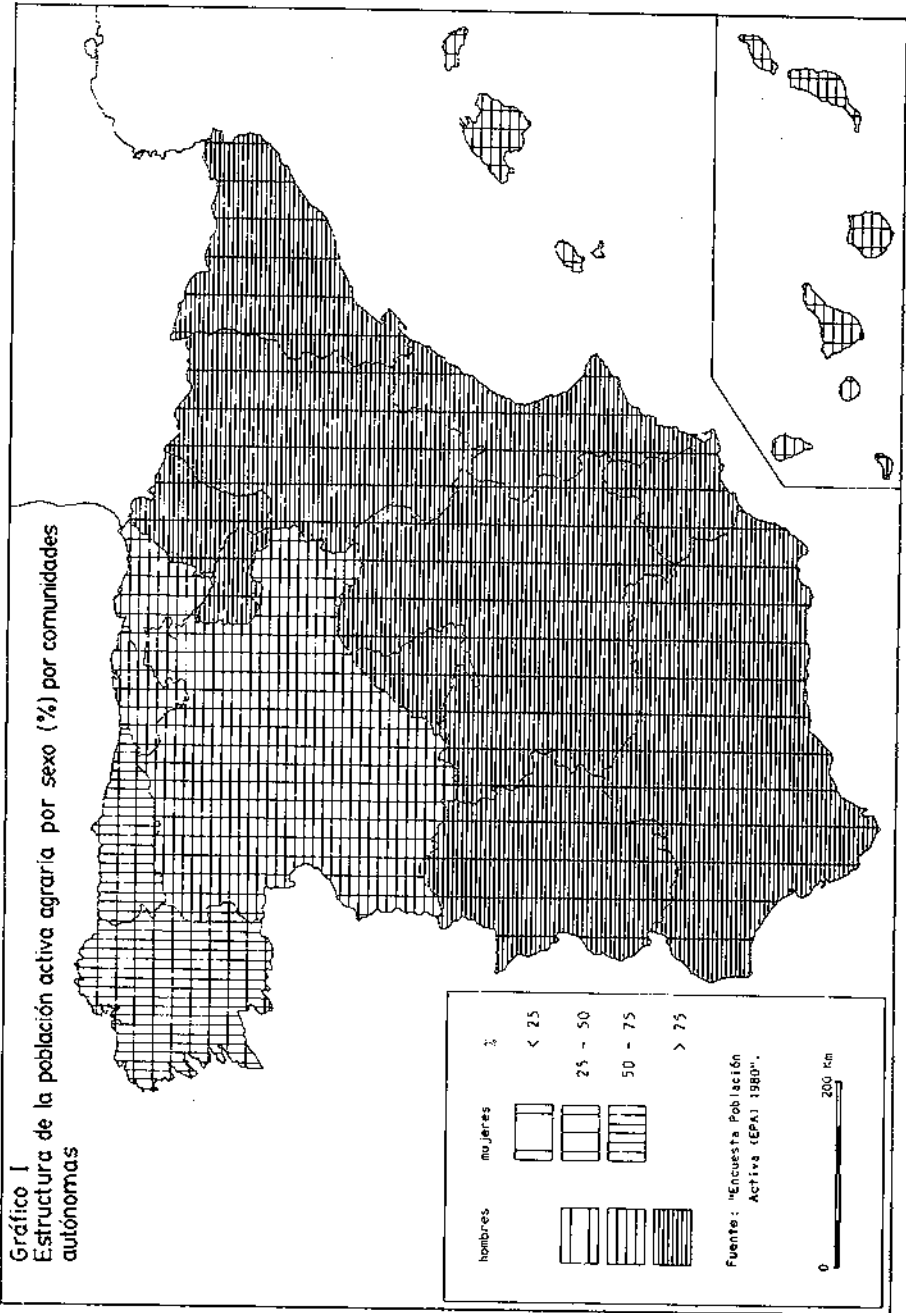 Gráfico I
Estructura de la población activa agraria por sexo (%) por comunidades
autónomas
hombres mujeres %
< 25
25 - 50
50 - 75
> 75
Fuente: "Encuesta Población
Activa (EPA) 1980".
0 200 Km